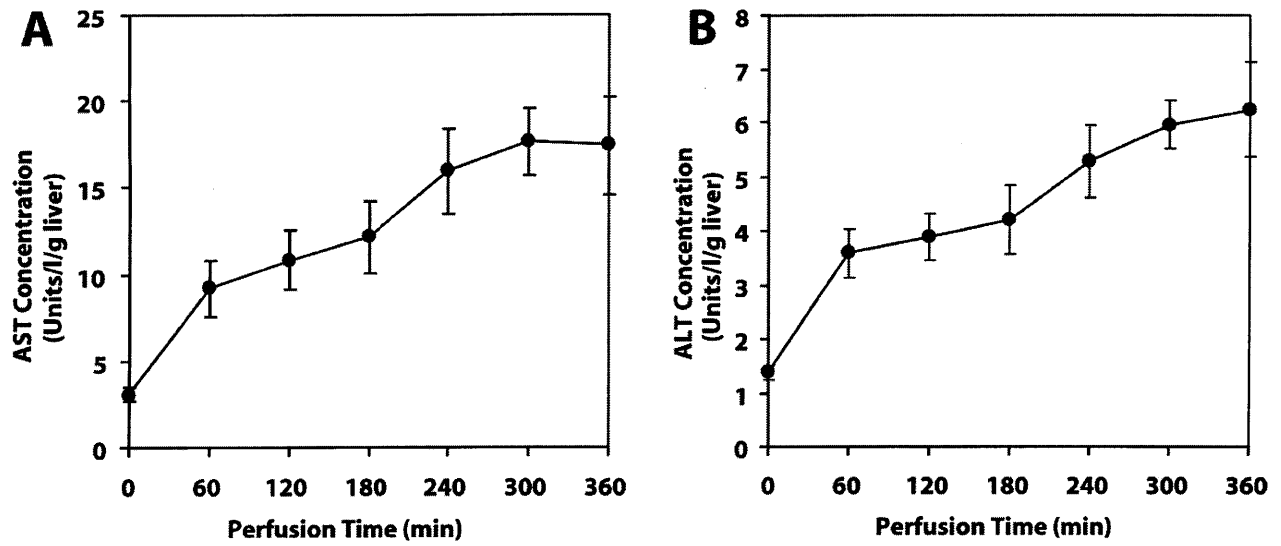 A
25
20
15
10
5
0
AST Concentration
(Units/l/g liver)
0 60 120 180 240 300 360
Perfusion Time (min)
B
8
7
6
5
4
3
2
1
0
ALT Concentration
(Units/l/g liver)
0 60 120 180 240 300 360
Perfusion Time (min)